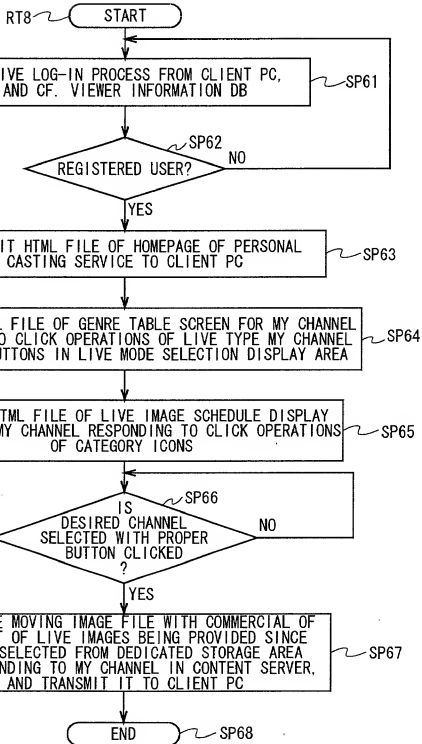 RT8
START
IVE LOG-IN PROCESS FROM CLIENT PC,
AND CF. VIEWER INFORMATION DB
SP61
SP62
REGISTERED USER?
NO
YES
IT HTML FILE OF HOMEPAGE OF PERSONAL
CASTING SERVICE TO CLIENT PC
SP63
FILE OF GENRE TABLE SCREEN FOR MY CHANNEL
O CLICK OPERATIONS OF LIVE TYPE MY CHANNEL
UTTONS IN LIVE MODE SELECTION DISPLAY AREA
SP64
TML FILE OF LIVE IMAGE SCHEDULE DISPLAY
MY CHANNEL RESPONDING TO CLICK OPERATIONS
OF CATEGORY ICONS
SP65
SP66
IS
DESIRED CHANNEL
SELECTED WITH PROPER
BUTTON CLICKED
?
NO
YES
E MOVING IMAGE FILE WITH COMMERCIAL OF
T OF LIVE IMAGES BEING PROVIDED SINCE
SELECTED FROM DEDICATED STORAGE AREA
NDING TO MY CHANNEL IN CONTENT SERVER,
AND TRANSMIT IT TO CLIENT PC
SP67
END
SP68